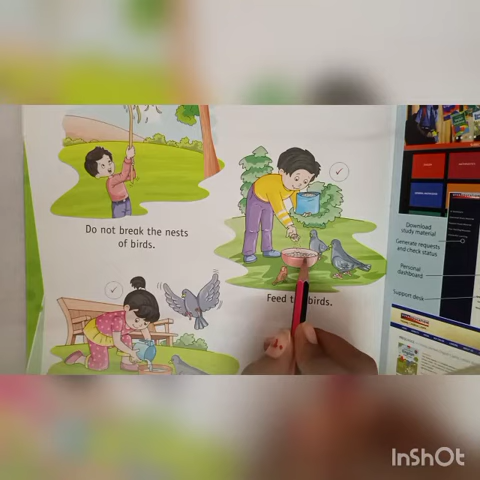 Do not break the nests
of birds.
Feed the birds.
Download
study material
Generate requests
and check status
Personal
dashboard
Support desk
InShOt